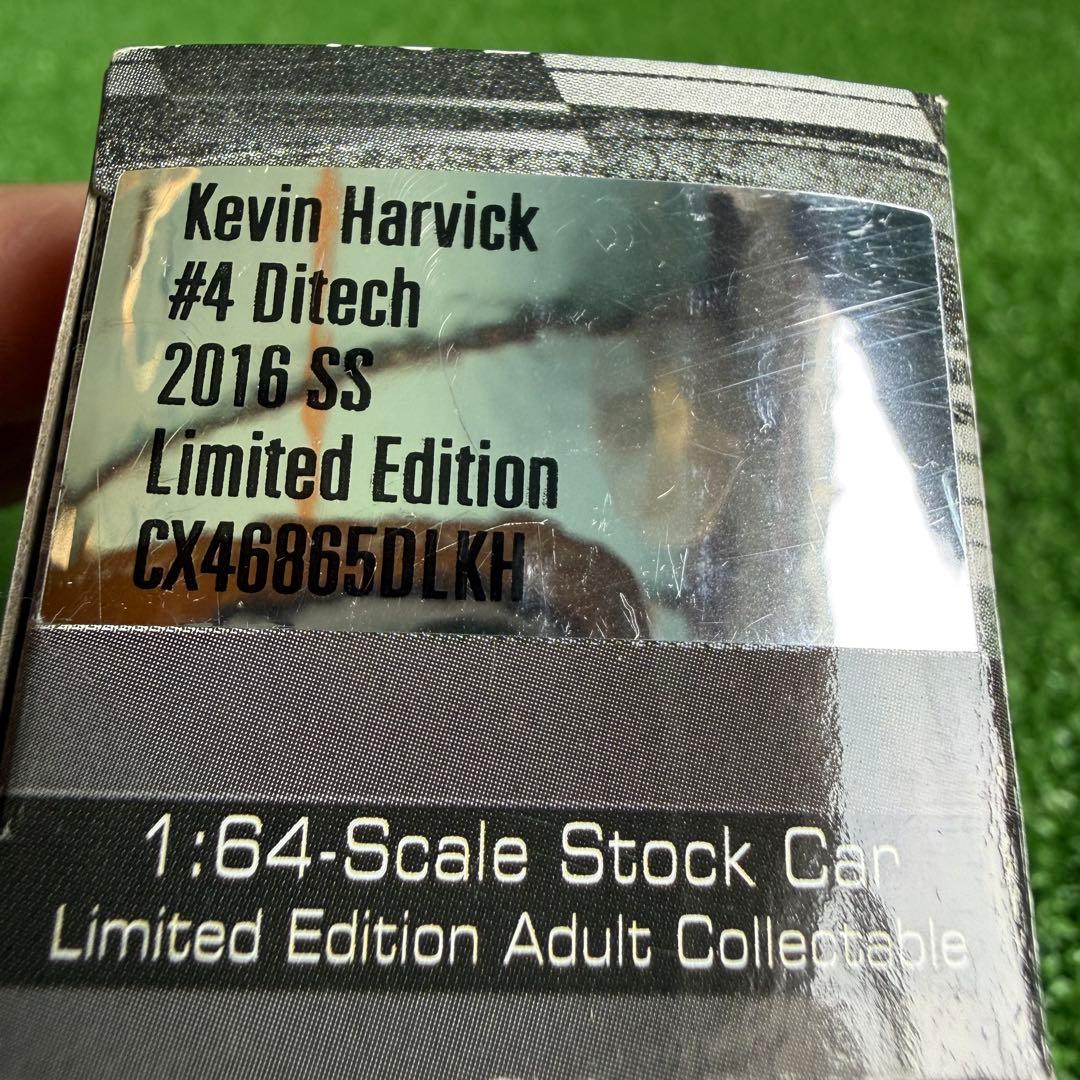 Kevin Harvick
#4 Ditech
2016 SS
Limited Edition
CX46865DLKH
1:64-Scale Stock Car
Limited Edition Adult Collectable